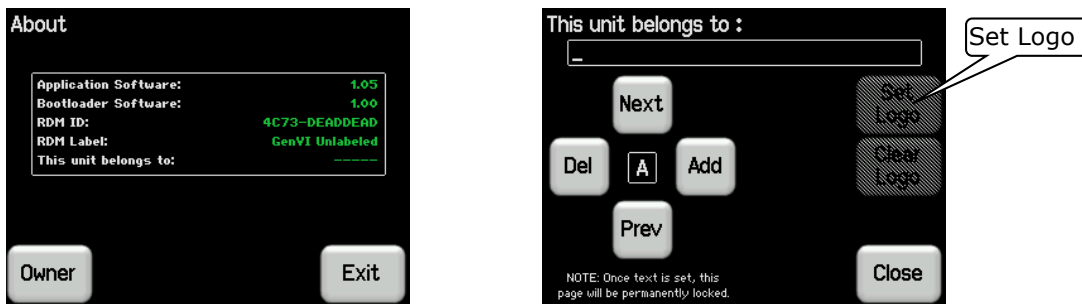 About
Application Software: 1.05
Bootloader Software: 1.00
RDM ID: 4C73-DEADDEAD
RDM Label: GenVI Unlabeled
This unit belongs to: -----
Owner
Exit
This unit belongs to :
_
Set Logo
Next
Set
Logo
Del
A
Add
Clear
Logo
Prev
NOTE: Once text is set, this
page will be permanently locked.
Close